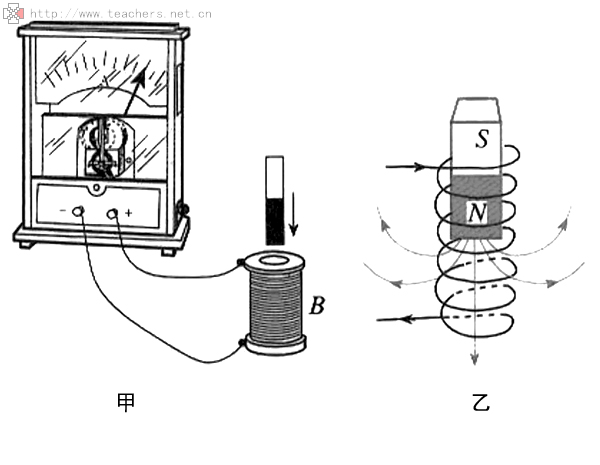 http://www.teachers.net.cn
S
N
− +
B
甲 乙